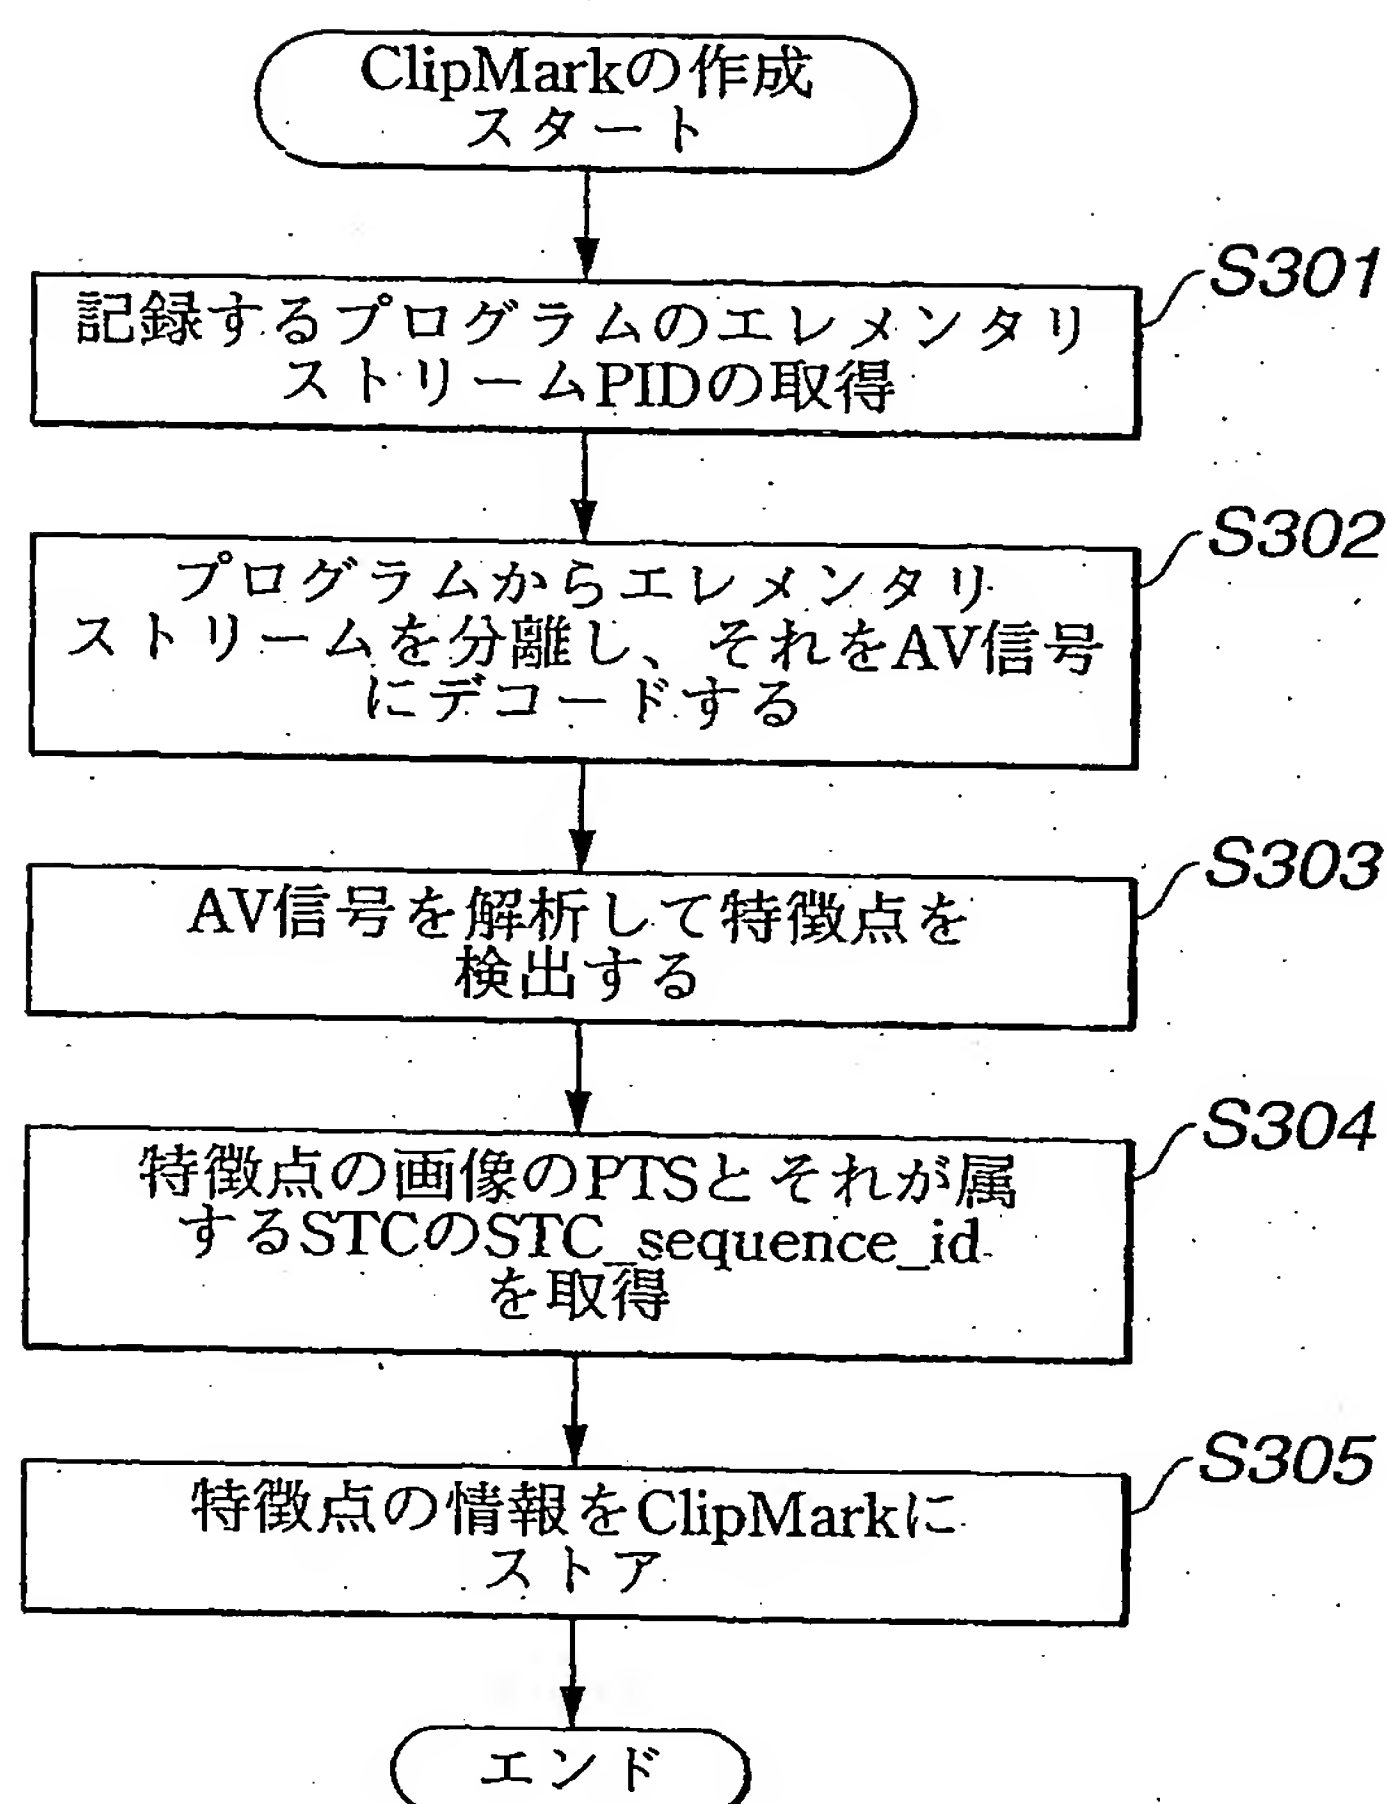 ClipMarkの作成
スタート
S301
記録するプログラムのエレメンタリ
ストリームPIDの取得
S302
プログラムからエレメンタリ
ストリームを分離し、それをAV信号
にデコードする
S303
AV信号を解析して特徴点を
検出する
S304
特徴点の画像のPTSとそれが属
するSTCのSTC_sequence_id
を取得
S305
特徴点の情報をClipMarkに
ストア
エンド